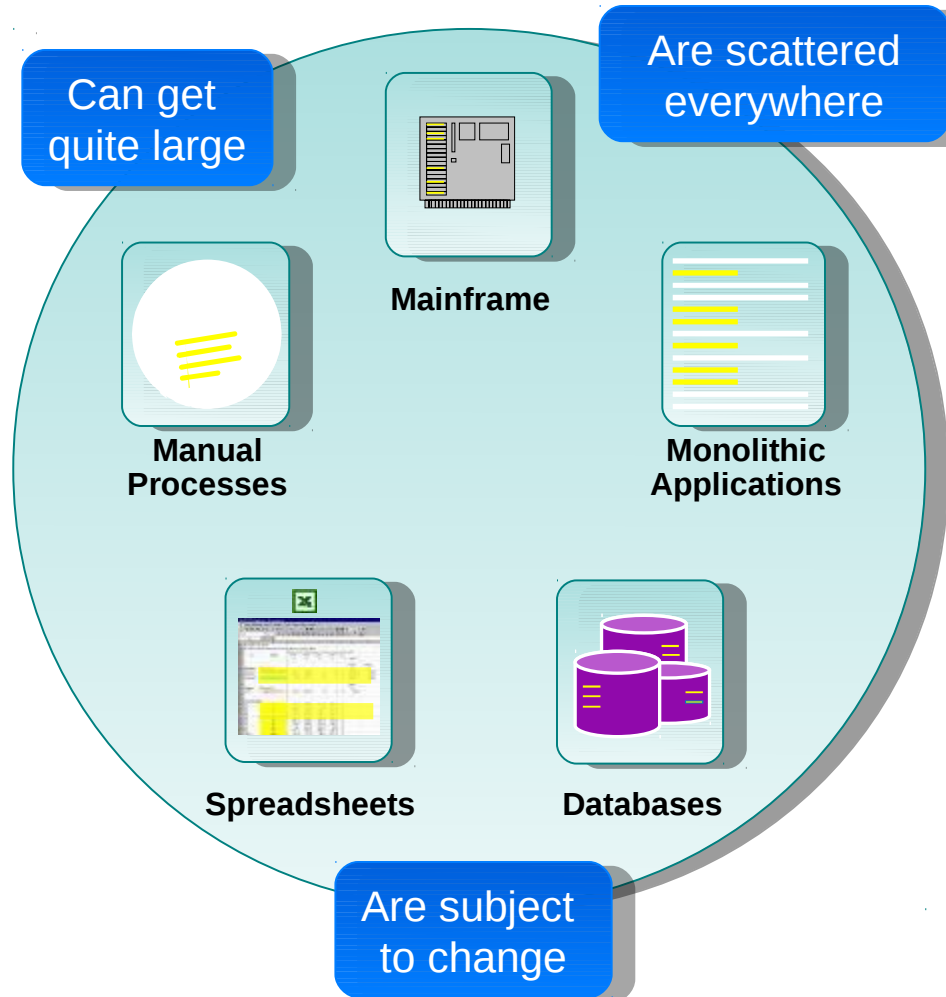 Can get
quite large
Are scattered
everywhere
Mainframe
Manual
Processes
Monolithic
Applications
Spreadsheets
Databases
Are subject
to change